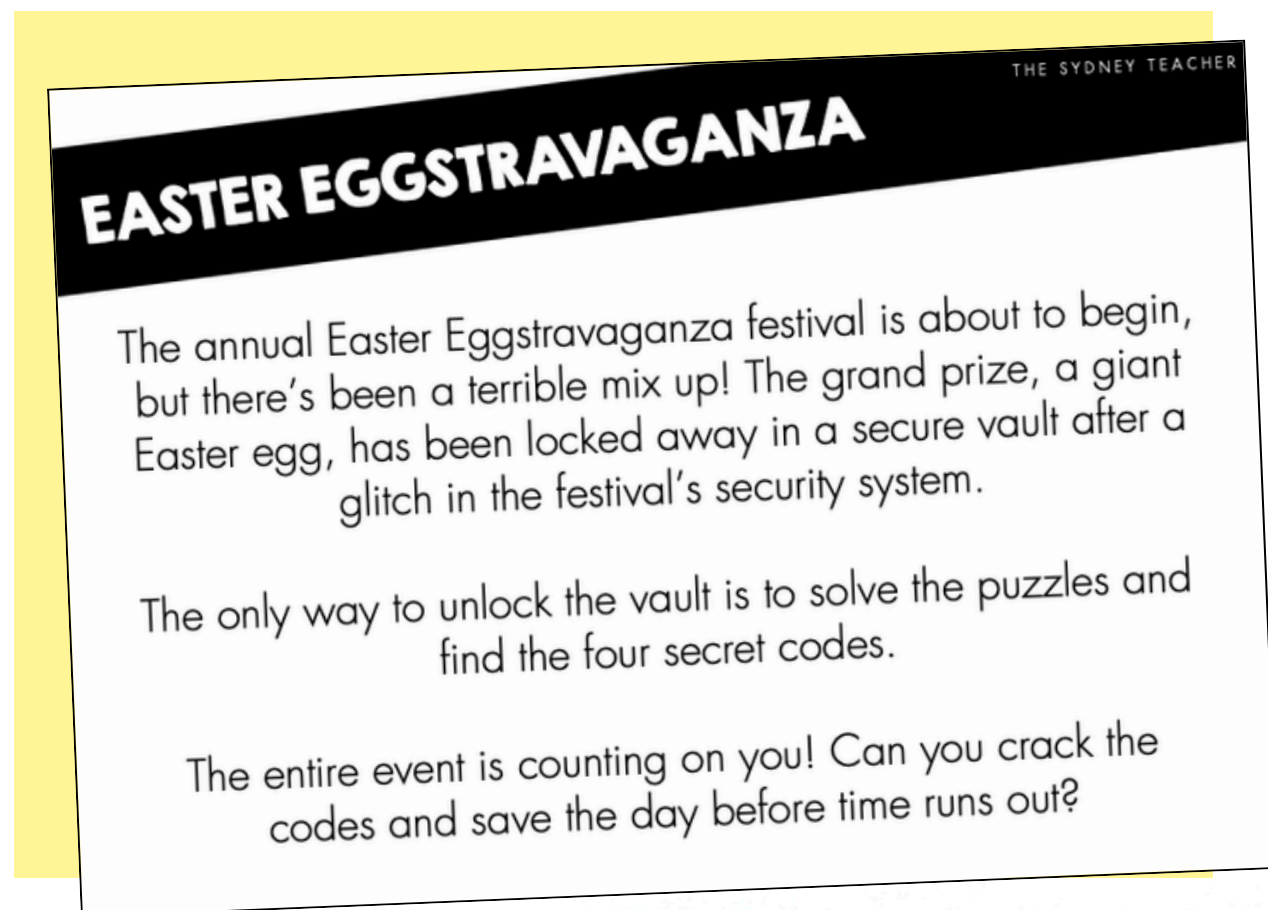 THE SYDNEY TEACHER
EASTER EGGSTRAVAGANZA
The annual Easter Eggstravaganza festival is about to begin,
but there's been a terrible mix up! The grand prize, a giant
Easter egg, has been locked away in a secure vault after a
glitch in the festival's security system.
The only way to unlock the vault is to solve the puzzles and
find the four secret codes.
The entire event is counting on you! Can you crack the
codes and save the day before time runs out?